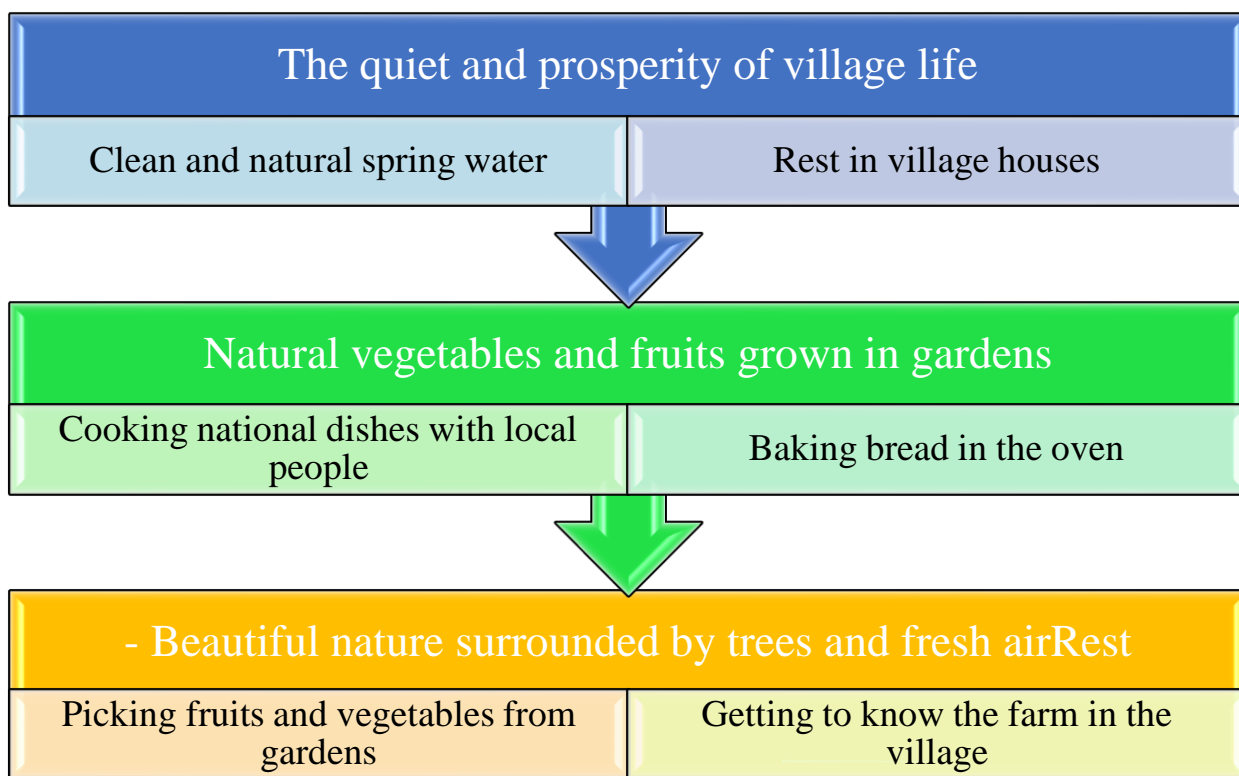 The quiet and prosperity of village life
Clean and natural spring water
Rest in village houses
Natural vegetables and fruits grown in gardens
Cooking national dishes with local
people
Baking bread in the oven
- Beautiful nature surrounded by trees and fresh airRest
Picking fruits and vegetables from
gardens
Getting to know the farm in the
village